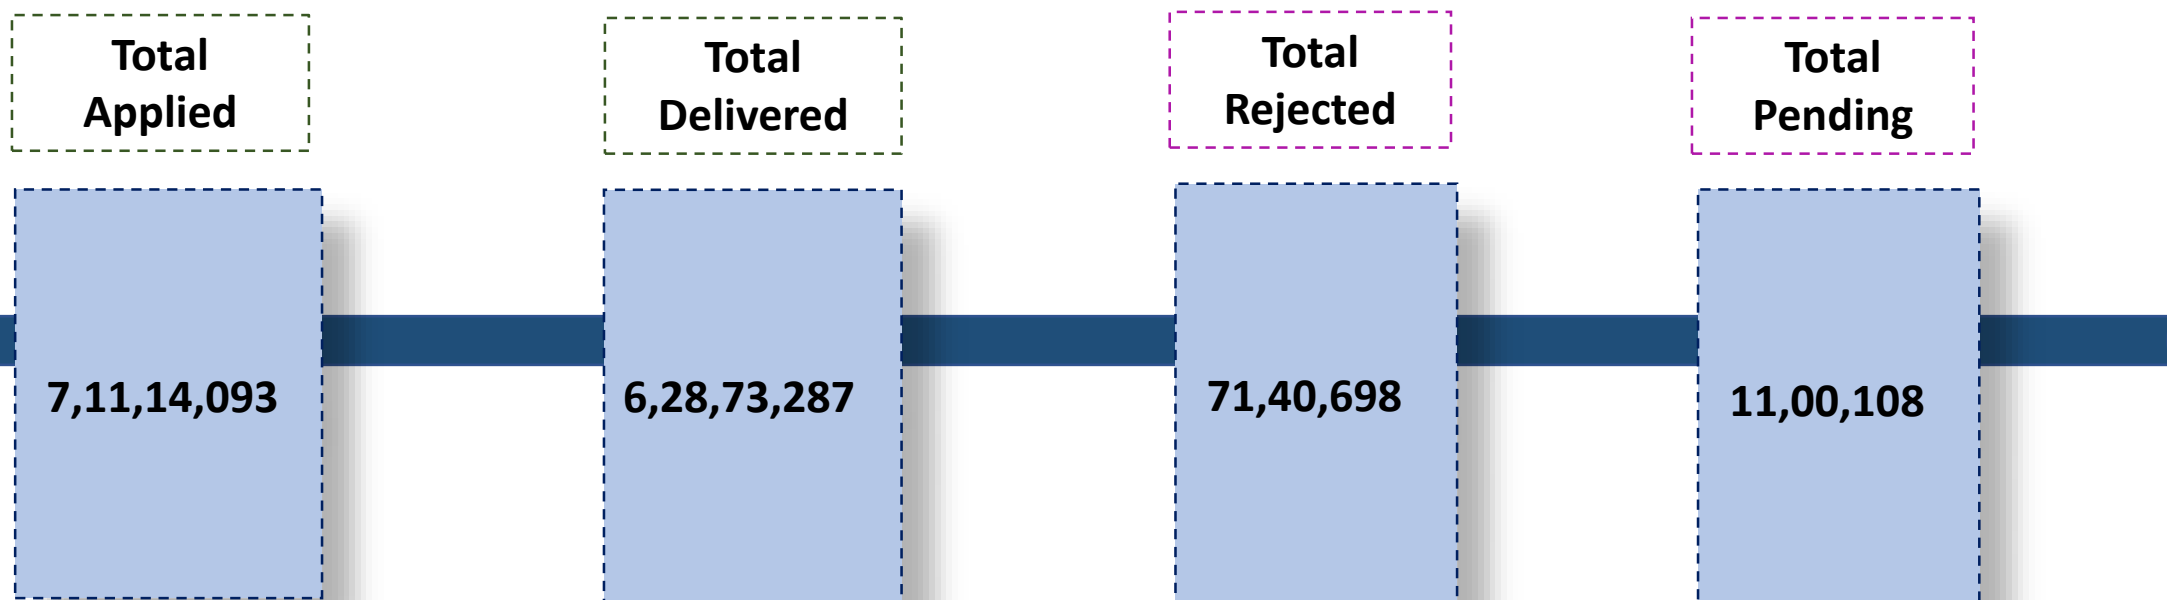 Total
Applied
Total
Delivered
Total
Rejected
Total
Pending
7,11,14,093
6,28,73,287
71,40,698
11,00,108